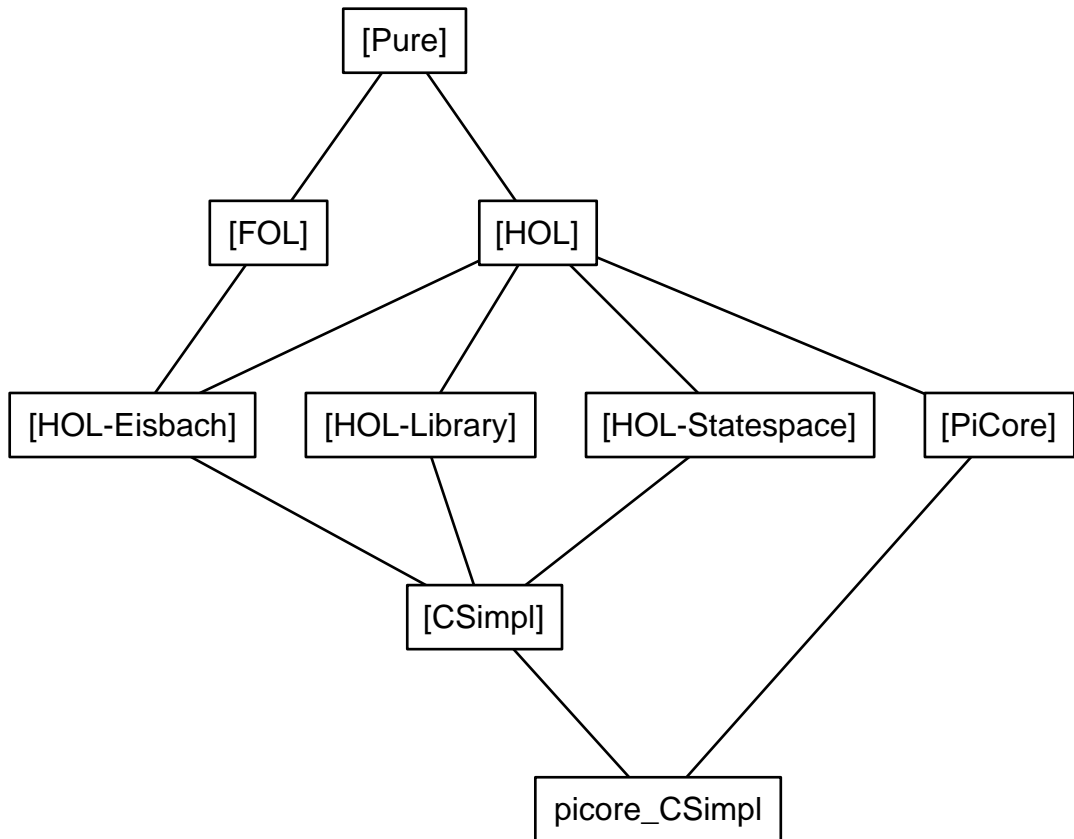 [Pure]
[FOL]
[HOL]
[HOL-Eisbach]
[HOL-Library]
[HOL-Statespace]
[PiCore]
[CSimpl]
picore_CSimpl